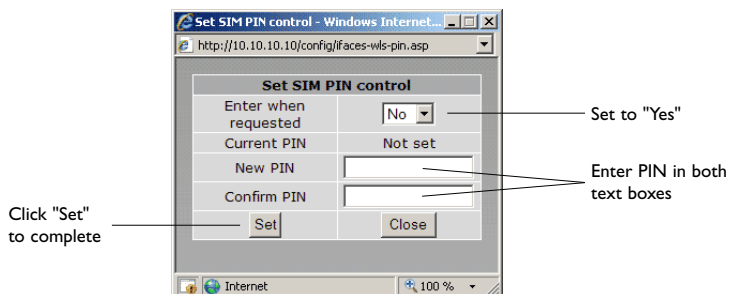 Set SIM PIN control - Windows Internet...
http://10.10.10.10/config/ifaces-wls-pin.asp
Set SIM PIN control
Enter when
requested
No
Set to "Yes"
Current PIN
Not set
New PIN
Enter PIN in both
text boxes
Confirm PIN
Click "Set"
to complete
Set
Close
Internet
100 %